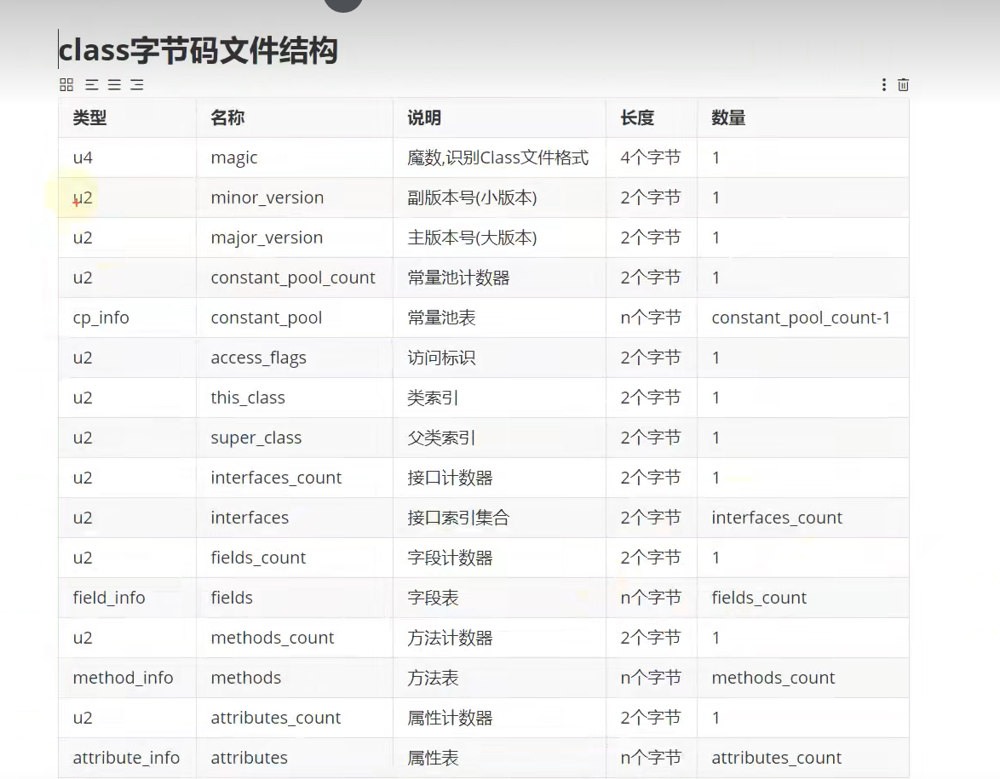 class字节码文件结构
类型 名称 说明 长度 数量
u4 magic 魔数,识别Class文件格式 4个字节 1
u2 minor_version 副版本号(小版本) 2个字节 1
u2 major_version 主版本号(大版本) 2个字节 1
u2 constant_pool_count 常量池计数器 2个字节 1
cp_info constant_pool 常量池表 n个字节 constant_pool_count-1
u2 access_flags 访问标识 2个字节 1
u2 this_class 类索引 2个字节 1
u2 super_class 父类索引 2个字节 1
u2 interfaces_count 接口计数器 2个字节 1
u2 interfaces 接口索引集合 2个字节 interfaces_count
u2 fields_count 字段计数器 2个字节 1
field_info fields 字段表 n个字节 fields_count
u2 methods_count 方法计数器 2个字节 1
method_info methods 方法表 n个字节 methods_count
u2 attributes_count 属性计数器 2个字节 1
attribute_info attributes 属性表 n个字节 attributes_count